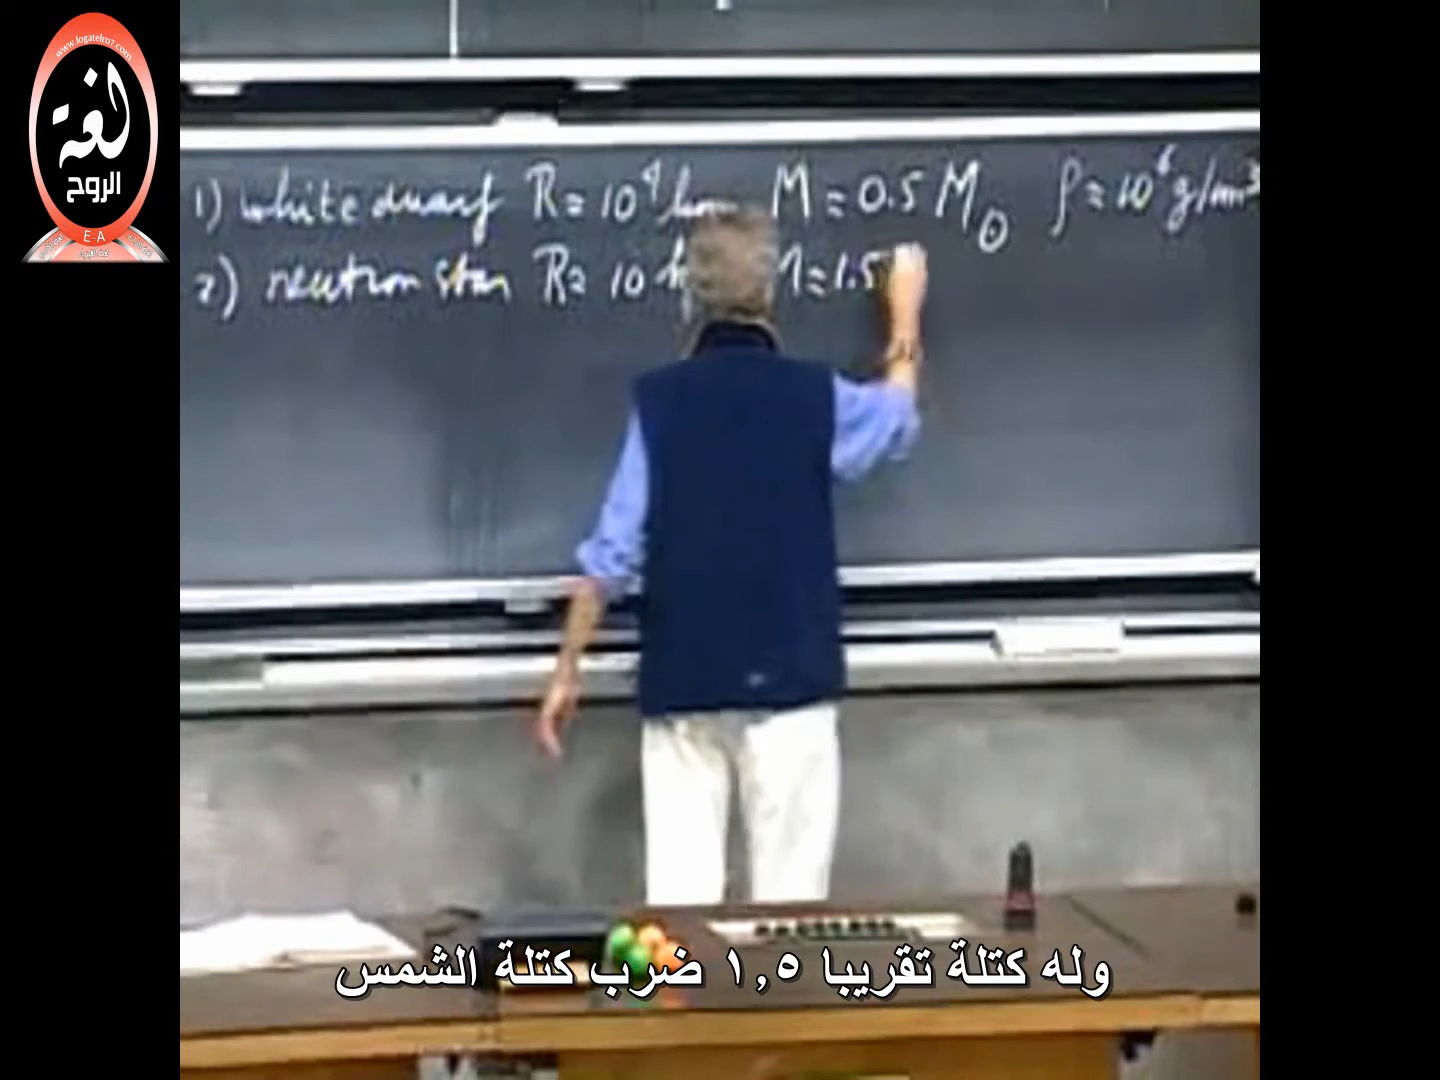 www.logatelro7.com
لغة
الروح
E-A
1) white dwarf R ≈ 10⁴ km M ≈ 0.5 M⊙ ρ ≈ 10⁶ g/cm³
2) neutron star R ≈ 10 k M ≈ 1.5
وله كتلة تقريبا ١,٥ ضرب كتلة الشمس